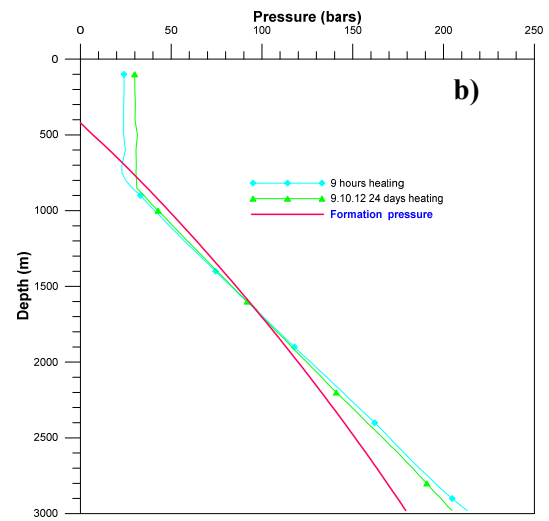 Pressure (bars)
0 50 100 150 200 250
0
b)
500
9 hours heating
9.10.12 24 days heating
Formation pressure
1000
1500
Depth (m)
2000
2500
3000